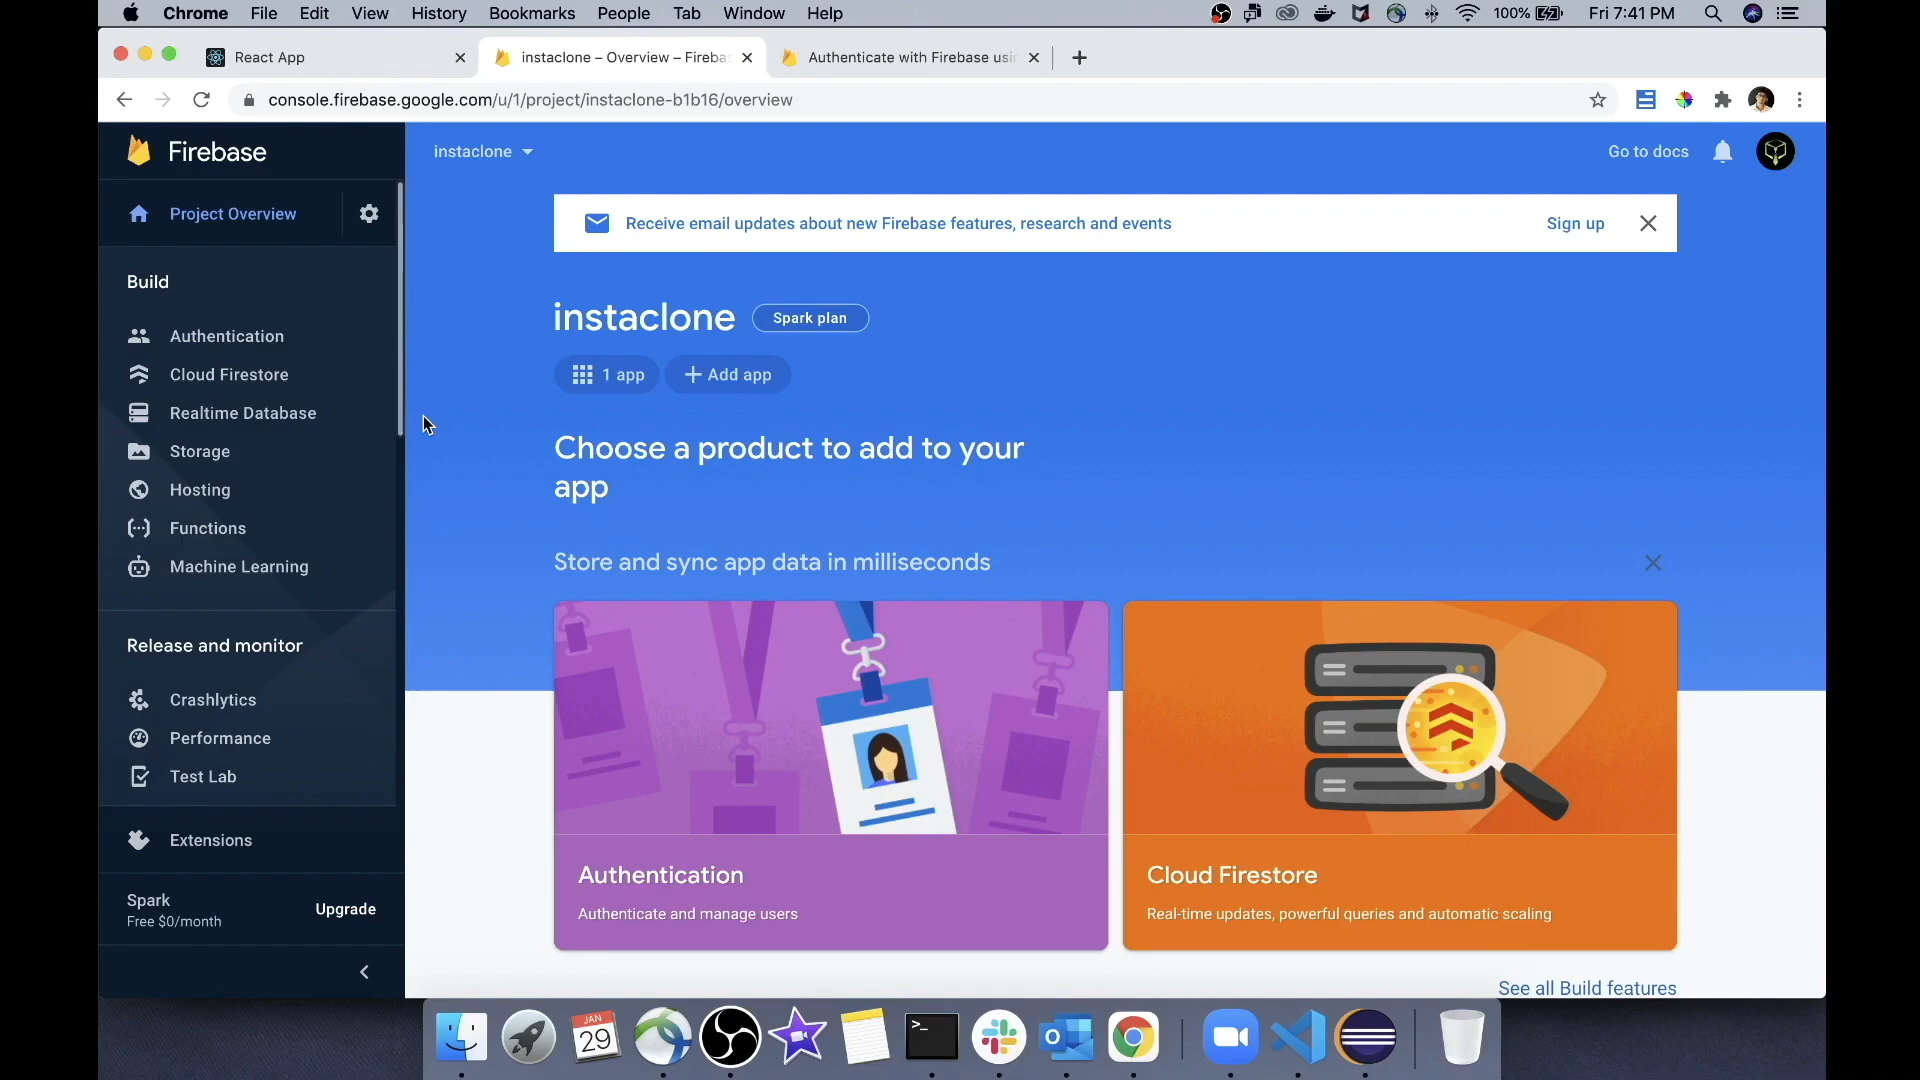 Chrome File Edit View History Bookmarks People Tab Window Help 100% Fri 7:41 PM
React App
instaclone – Overview – Fireba
Authenticate with Firebase usin
console.firebase.google.com/u/1/project/instaclone-b1b16/overview
Firebase
Project Overview
Build
Authentication
Cloud Firestore
Realtime Database
Storage
Hosting
Functions
Machine Learning
Release and monitor
Crashlytics
Performance
Test Lab
Extensions
Spark
Free $0/month
Upgrade
instaclone
Go to docs
Receive email updates about new Firebase features, research and events
Sign up
instaclone
Spark plan
1 app
Add app
Choose a product to add to your
app
Store and sync app data in milliseconds
Authentication
Authenticate and manage users
Cloud Firestore
Real-time updates, powerful queries and automatic scaling
See all Build features
JAN
29